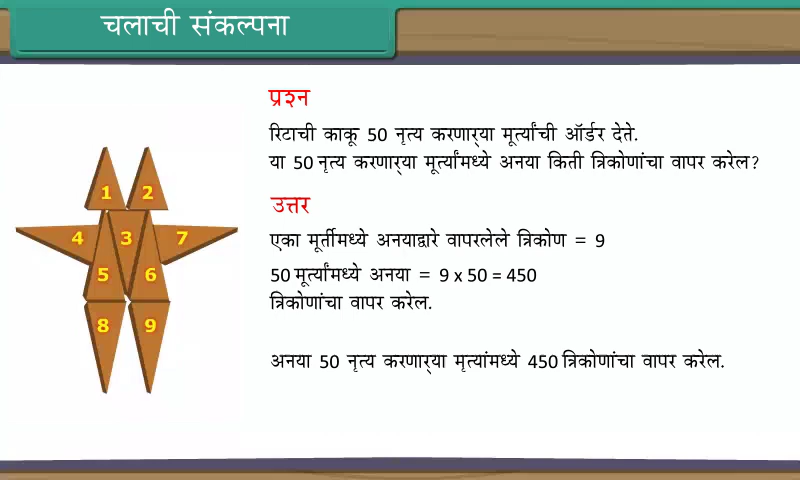 चलाची संकल्पना
प्रश्न
रिटाची काकू 50 नृत्य करणाऱ्या मूर्त्यांची ऑर्डर देते.
या 50 नृत्य करणाऱ्या मूर्त्यांमध्ये अनया किती त्रिकोणांचा वापर करेल?
उत्तर
एका मूर्तीमध्ये अनयाद्वारे वापरलेले त्रिकोण = 9
50 मूर्त्यांमध्ये अनया = 9 x 50 = 450
त्रिकोणांचा वापर करेल.
अनया 50 नृत्य करणाऱ्या मृत्यांमध्ये 450 त्रिकोणांचा वापर करेल.
1 2
4 3 7
5 6
8 9